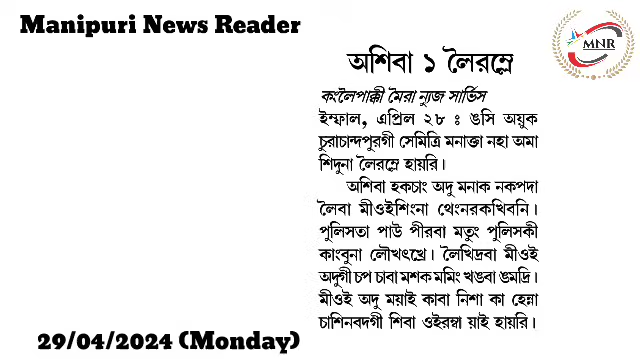 Manipuri News Reader
MNR
অশিবা ১ লৈরম্লে
কংলৈপাক্কী মৈরা ন্যুজ সার্ভিস
ইম্ফাল, এপ্রিল ২৮ ঃ ঙসি অয়ুক
চুরাচান্দপুরগী সেমিত্রি মনাক্তা নহা অমা
শিদুনা লৈরম্লে হায়রি।
অশিবা হকচাং অদু মনাক নকপদা
লৈবা মীওইশিংনা থেংনরকখিবনি।
পুলিসতা পাউ পীরবা মতুং পুলিসকী
কাংবুনা লৌখৎখ্রে। লৈখিদ্রবা মীওই
অদুগী চপ চাবা মশক মমিং খঙবা ঙমদ্রি।
মীওই অদু ময়াই কাবা নিশা কা হেন্না
চাশিনবদগী শিবা ওইরম্বা য়াই হায়রি।
29/04/2024 (Monday)